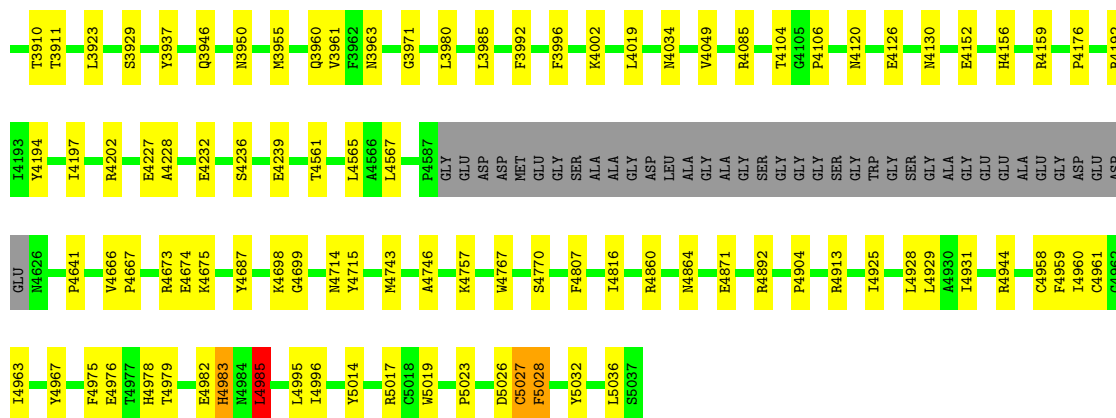 T3910 T3911 L3923 S3929 Y3937 Q3946 N3950 M3955 Q3960 V3961 F3962 N3963 G3971 L3980 L3985 F3992 F3996 K4002 L4019 N4034 V4049 R4085 T4104 G4105 P4106 N4120 E4126 N4130 E4152 H4156 R4159 P4176 R4192
I4193 Y4194 I4197 R4202 E4227 A4228 E4232 S4236 E4239 T4561 L4565 A4566 L4567 P4587 GLY GLU ASP ASP MET GLU GLY SER ALA ALA GLY ASP LEU ALA GLY ALA GLY SER GLY GLY GLY SER GLY TRP GLY SER GLY ALA GLY GLU GLU ALA GLU GLY ASP GLU ASP
GLU N4626 P4641 V4666 P4667 R4673 E4674 K4675 Y4687 K4698 G4699 N4714 Y4715 M4743 A4746 K4757 W4767 S4770 F4807 I4816 R4860 N4864 E4871 R4892 P4904 R4913 I4925 L4928 L4929 A4930 I4931 R4944 C4958 F4959 I4960 C4961 G4962
I4963 Y4967 F4975 E4976 T4977 H4978 T4979 E4982 H4983 N4984 L4985 L4995 I4996 Y5014 R5017 C5018 W5019 P5023 D5026 C5027 F5028 Y5032 L5036 S5037